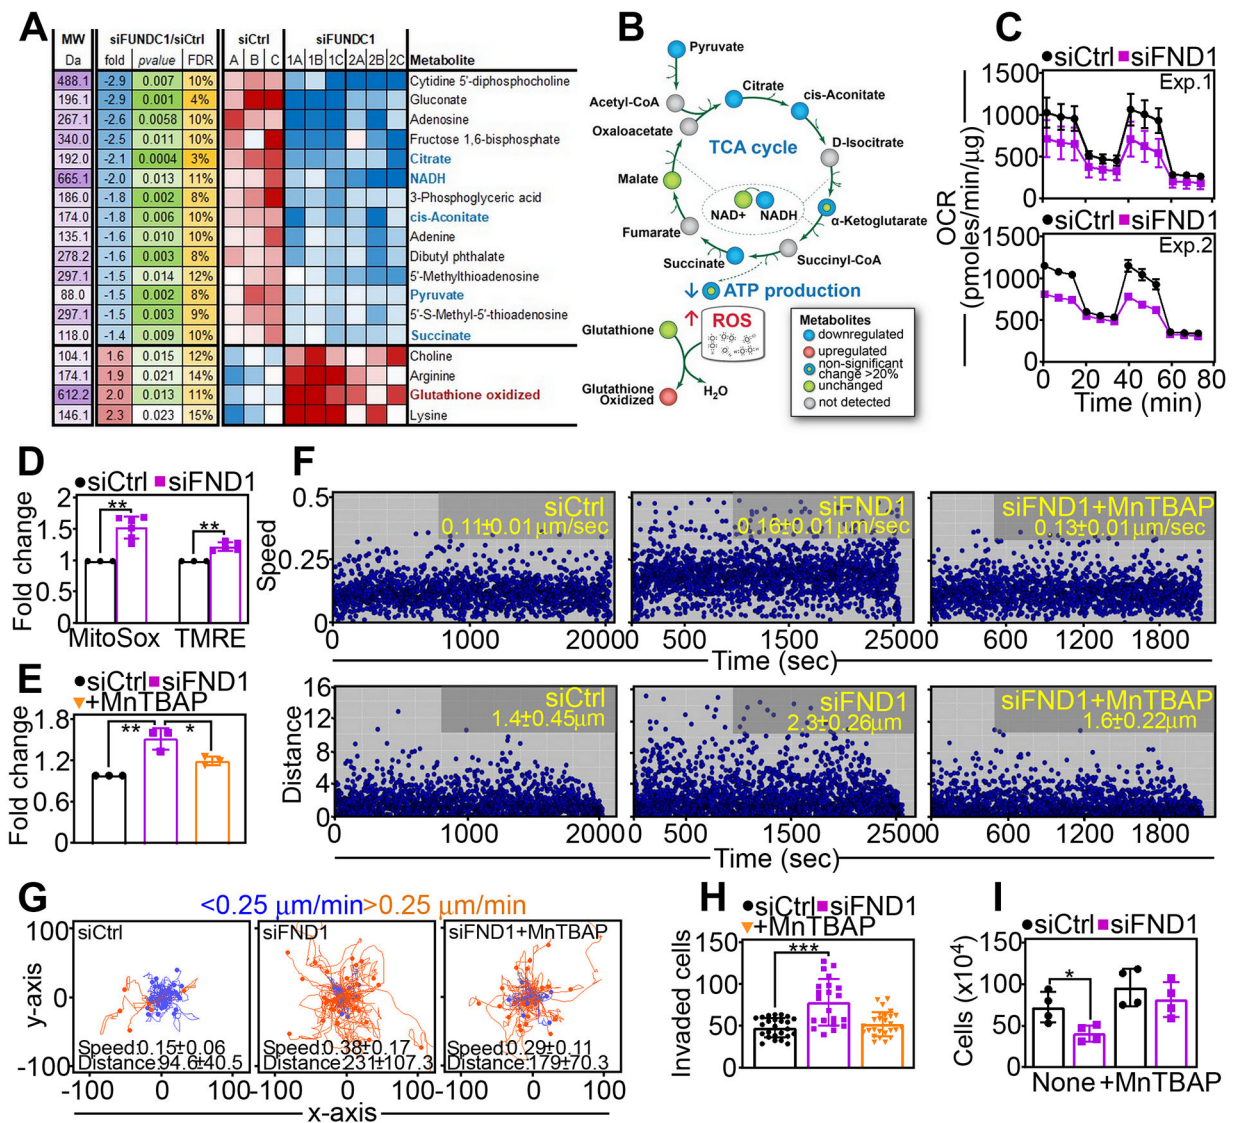 A
MW siFUNDC1/siCtrl siCtrl siFUNDC1
Da fold pvalue FDR A B C 1A 1B 1C 2A 2B 2C Metabolite
488.1 -2.9 0.007 10% Cytidine 5'-diphosphocholine
196.1 -2.9 0.001 4% Gluconate
267.1 -2.6 0.0058 10% Adenosine
340.0 -2.5 0.011 10% Fructose 1,6-bisphosphate
192.0 -2.1 0.0004 3% Citrate
665.1 -2.0 0.013 11% NADH
186.0 -1.8 0.002 8% 3-Phosphoglyceric acid
174.0 -1.8 0.006 10% cis-Aconitate
135.1 -1.6 0.010 10% Adenine
278.2 -1.6 0.003 8% Dibutyl phthalate
297.1 -1.5 0.014 12% 5'-Methylthioadenosine
88.0 -1.5 0.002 8% Pyruvate
297.1 -1.5 0.003 9% 5'-S-Methyl-5'-thioadenosine
118.0 -1.4 0.009 10% Succinate
104.1 1.6 0.015 12% Choline
174.1 1.9 0.021 14% Arginine
612.2 2.0 0.013 11% Glutathione oxidized
146.1 2.3 0.023 15% Lysine
B
Pyruvate
Acetyl-CoA
Citrate
cis-Aconitate
Oxaloacetate
D-Isocitrate
TCA cycle
Malate
NAD+ NADH
α-Ketoglutarate
Fumarate
Succinyl-CoA
Succinate
↓ ATP production
Glutathione
↑ ROS
H2O
Glutathione
Oxidized
Metabolites
downregulated
upregulated
non-significant
change >20%
unchanged
not detected
C
siCtrl siFND1
Exp.1
1500
1000
500
0
siCtrl siFND1
Exp.2
1500
1000
500
0
OCR
(pmoles/min/µg)
0 20 40 60 80
Time (min)
D
siCtrl siFND1
Fold change
2
1.5
1
0.5
0
** **
MitoSox TMRE
E
siCtrl siFND1
+MnTBAP
Fold change
1.8
1.2
0.6
0
** *
F
Speed
0.5
0.25
0
siCtrl
0.11±0.01 µm/sec
siFND1
0.16±0.01 µm/sec
siFND1+MnTBAP
0.13±0.01 µm/sec
0 1000 2000
0 500 1500 25000
600 1200 1800
Time (sec)
Distance
16
12
8
4
0
siCtrl
1.4±0.45µm
siFND1
2.3±0.26µm
siFND1+MnTBAP
1.6±0.22µm
0 1000 2000
0 500 1500 25000
600 1200 1800
Time (sec)
G
<0.25 µm/min >0.25 µm/min
y-axis
100
0
-100
siCtrl
Speed:0.15±0.06
Distance:94.6±40.5
siFND1
Speed:0.38±0.17
Distance:231±107.3
siFND1+MnTBAP
Speed:0.29±0.11
Distance:179±70.3
-100 0 100
-100 0 100
-100 0 100
x-axis
H
siCtrl siFND1
+MnTBAP
Invaded cells
150
100
50
0
***
I
siCtrl siFND1
Cells (x10⁴)
150
100
50
0
*
None +MnTBAP